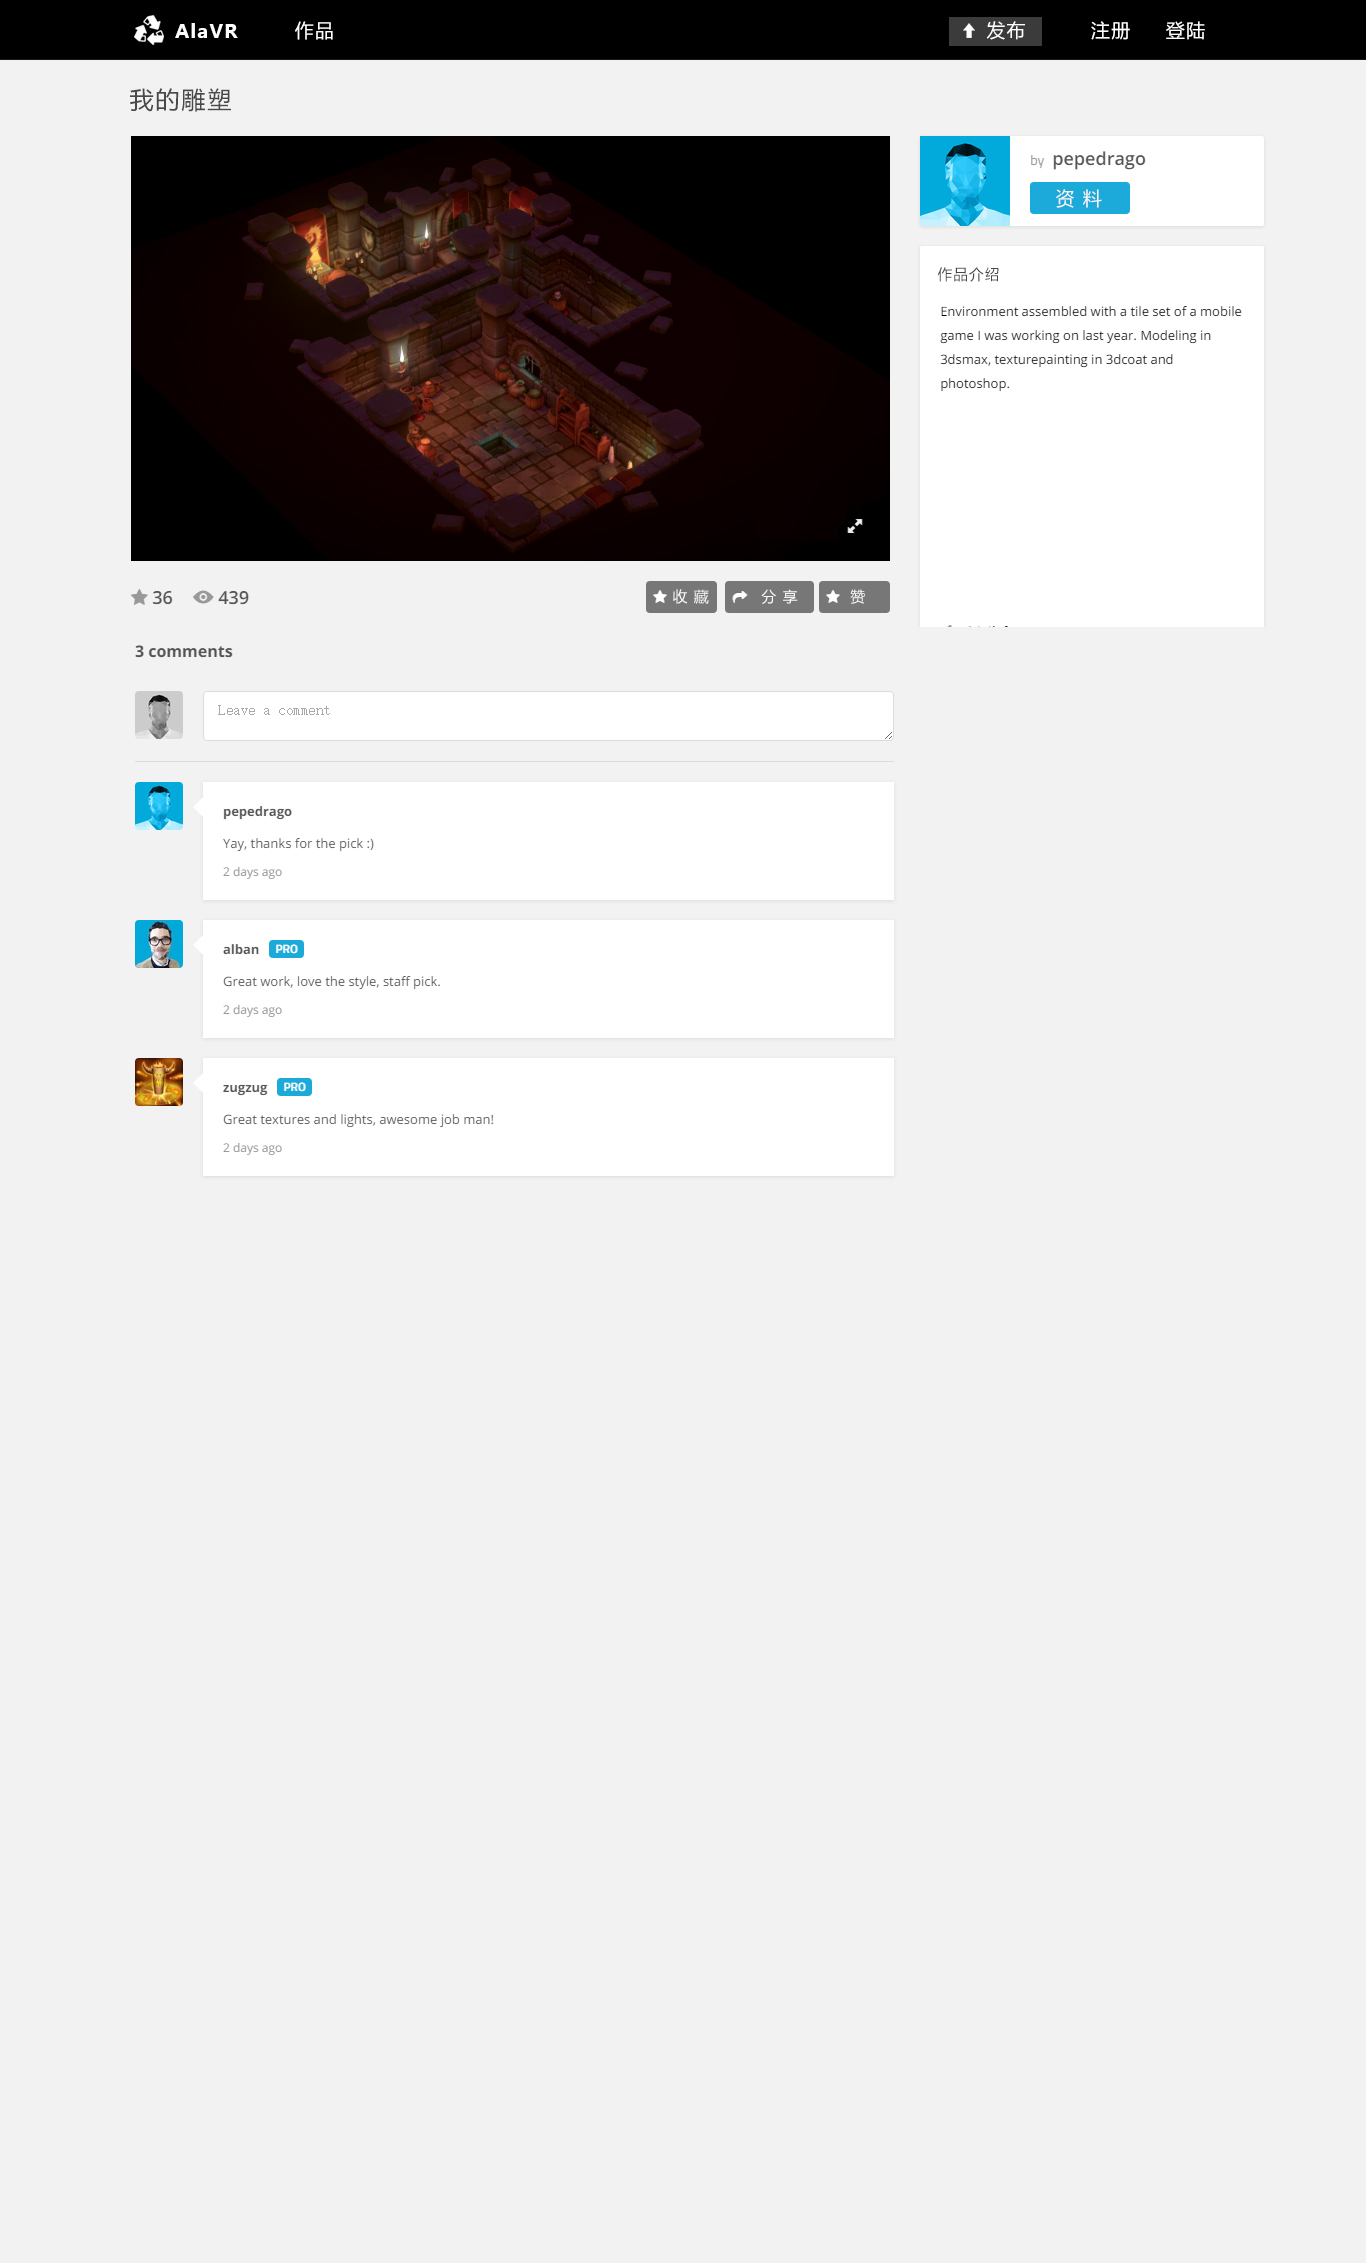 AlaVR 作品 发布 注册 登陆
我的雕塑
by pepedrago
资 料
作品介绍
Environment assembled with a tile set of a mobile
game I was working on last year. Modeling in
3dsmax, texturepainting in 3dcoat and
photoshop.
36 439 收 藏 分 享 赞
3 comments
Leave a comment
pepedrago
Yay, thanks for the pick :)
2 days ago
alban PRO
Great work, love the style, staff pick.
2 days ago
zugzug PRO
Great textures and lights, awesome job man!
2 days ago